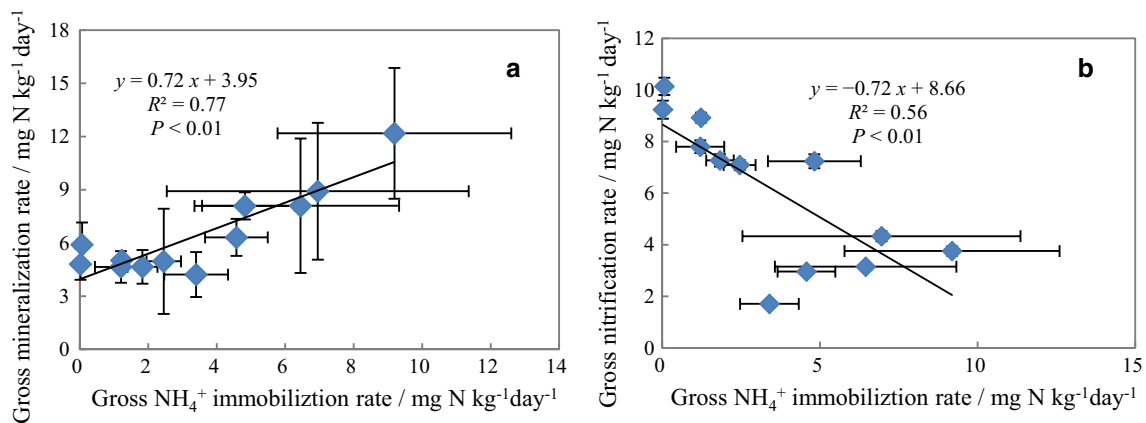 Gross mineralization rate / mg N kg⁻¹ day⁻¹
18
15
12
9
6
3
0
0 2 4 6 8 10 12 14
Gross NH₄⁺ immobiliztion rate / mg N kg⁻¹day⁻¹
a
y = 0.72 x + 3.95
R² = 0.77
P < 0.01
Gross nitrification rate / mg N kg⁻¹ day⁻¹
12
10
8
6
4
2
0
0 5 10 15
Gross NH₄⁺ immobiliztion rate / mg N kg⁻¹day⁻¹
b
y = −0.72 x + 8.66
R² = 0.56
P < 0.01